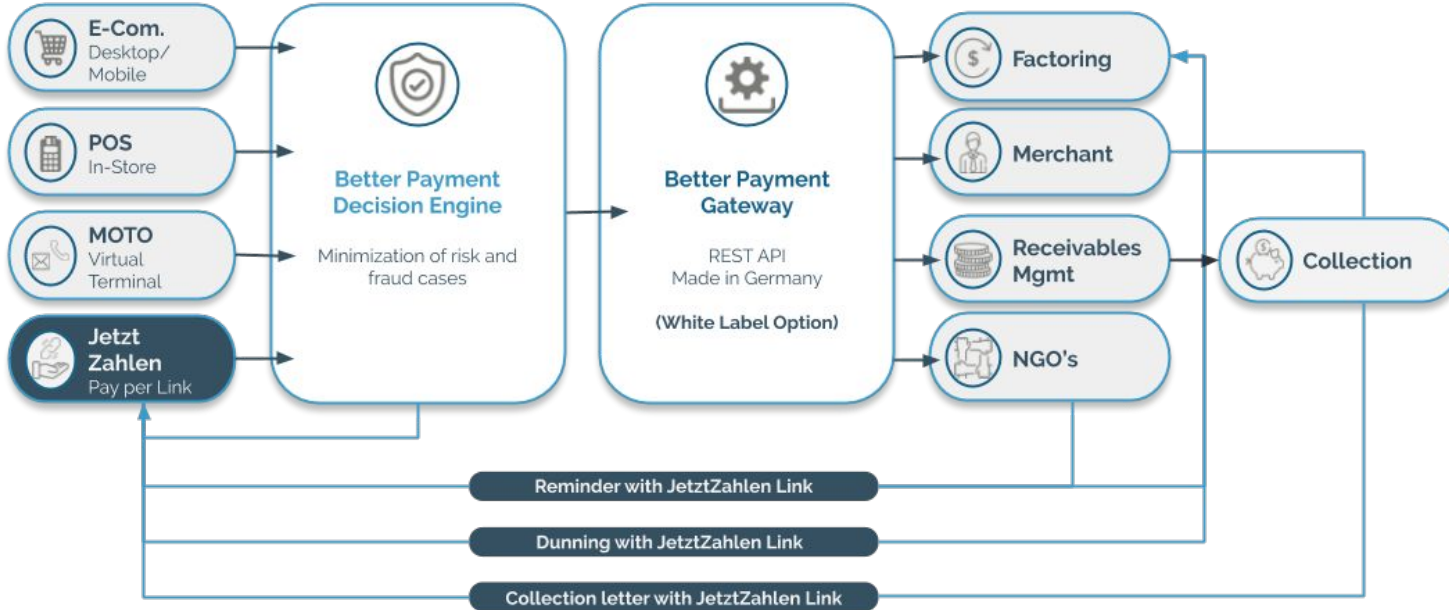 E-Com.
Desktop/
Mobile
POS
In-Store
MOTO
Virtual
Terminal
Jetzt
Zahlen
Pay per Link
Better Payment
Decision Engine
Minimization of risk and
fraud cases
Better Payment
Gateway
REST API
Made in Germany
(White Label Option)
Factoring
Merchant
Receivables
Mgmt
NGO's
Collection
Reminder with JetztZahlen Link
Dunning with JetztZahlen Link
Collection letter with JetztZahlen Link